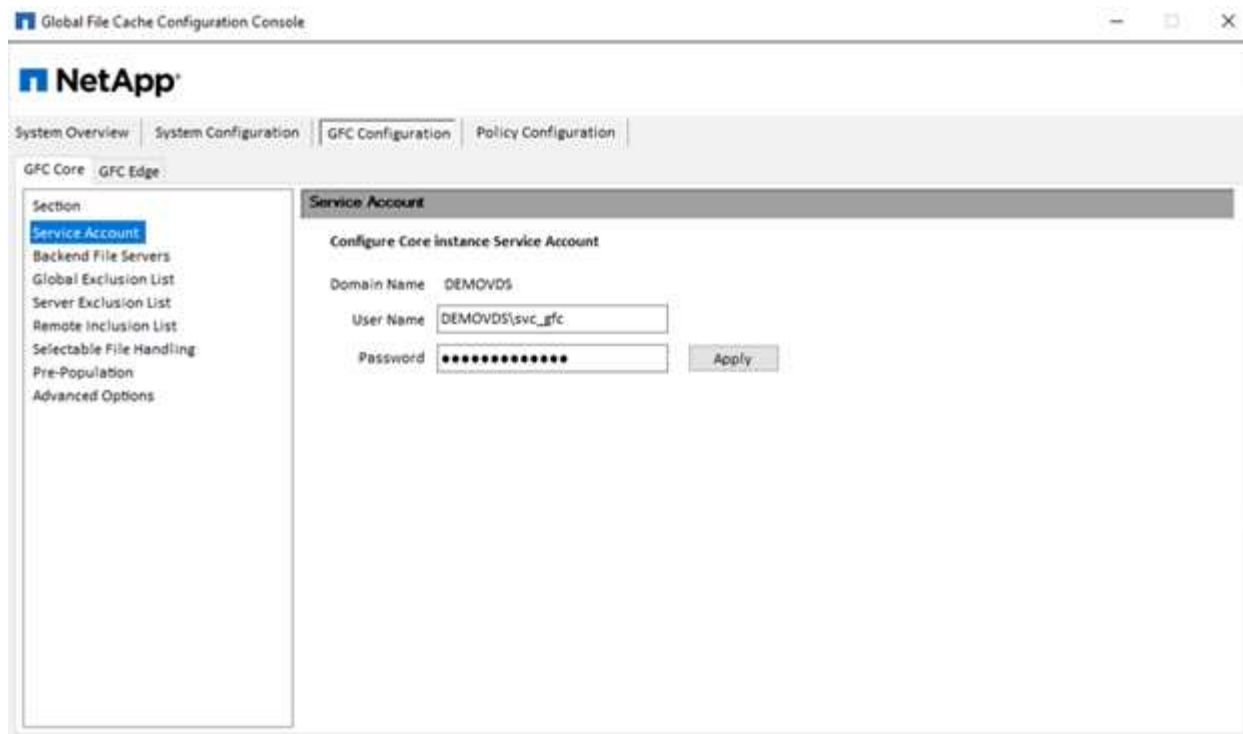 Global File Cache Configuration Console
NetApp
System Overview System Configuration GFC Configuration Policy Configuration
GFC Core GFC Edge
Section
Service Account
Backend File Servers
Global Exclusion List
Server Exclusion List
Remote Inclusion List
Selectable File Handling
Pre-Population
Advanced Options
Service Account
Configure Core instance Service Account
Domain Name DEMOVDS
User Name DEMOVDS\svc_gfc
Password ●●●●●●●●●●●●● Apply